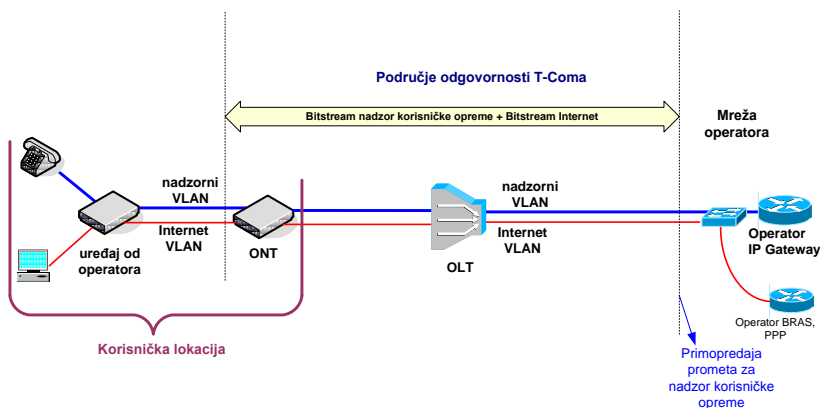 Područje odgovornosti T-Coma
Bitstream nadzor korisničke opreme + Bitstream Internet
Mreža
operatora
nadzorni
VLAN
Internet
VLAN
uređaj od
operatora
ONT
OLT
nadzorni
VLAN
Internet
VLAN
Operator
IP Gateway
Operator BRAS,
PPP
Korisnička lokacija
Primopredaja
prometa za
nadzor korisničke
opreme